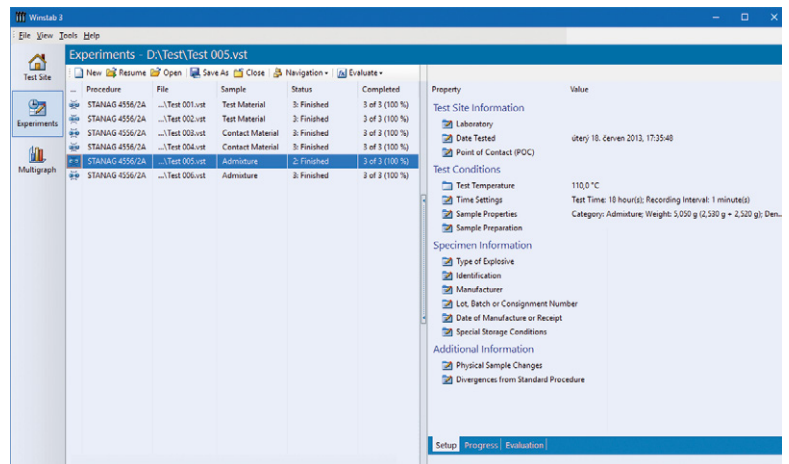 Winstab 3
File View Tools Help
Experiments - D:\Test\Test 005.vst
Test Site
Experiments
Multigraph
New Resume Open Save As Close Navigation Evaluate
... Procedure File Sample Status Completed
STANAG 4556/2A ...\Test 001.vst Test Material 3: Finished 3 of 3 (100 %)
STANAG 4556/2A ...\Test 002.vst Test Material 3: Finished 3 of 3 (100 %)
STANAG 4556/2A ...\Test 003.vst Contact Material 3: Finished 3 of 3 (100 %)
STANAG 4556/2A ...\Test 004.vst Contact Material 3: Finished 3 of 3 (100 %)
STANAG 4556/2A ...\Test 005.vst Admixture 2: Finished 3 of 3 (100 %)
STANAG 4556/2A ...\Test 006.vst Admixture 3: Finished 3 of 3 (100 %)
Property Value
Test Site Information
Laboratory
Date Tested úterý 18. červen 2013, 17:35:48
Point of Contact (POC)
Test Conditions
Test Temperature 110,0 °C
Time Settings Test Time: 18 hour(s); Recording Interval: 1 minute(s)
Sample Properties Category: Admixture; Weight: 5,050 g (2,530 g + 2,520 g); Den...
Sample Preparation
Specimen Information
Type of Explosive
Identification
Manufacturer
Lot, Batch or Consignment Number
Date of Manufacture or Receipt
Special Storage Conditions
Additional Information
Physical Sample Changes
Divergences from Standard Procedure
Setup Progress Evaluation